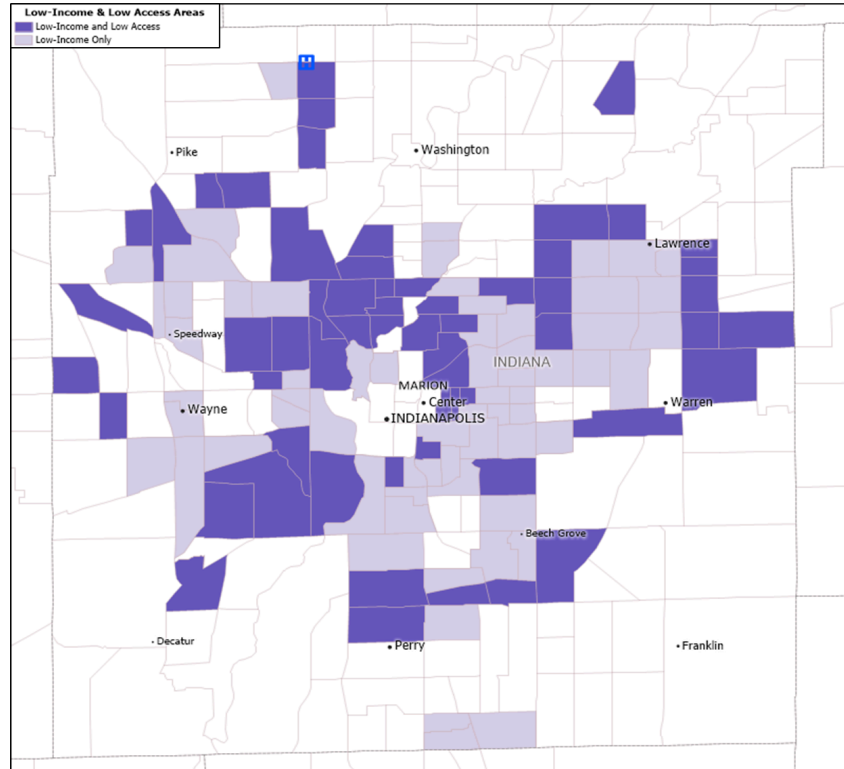 Low-Income & Low Access Areas
Low-Income and Low Access
Low-Income Only
H
Pike
Washington
Lawrence
Speedway
INDIANA
MARION
Center
Warren
Wayne
INDIANAPOLIS
Beech Grove
Decatur
Perry
Franklin